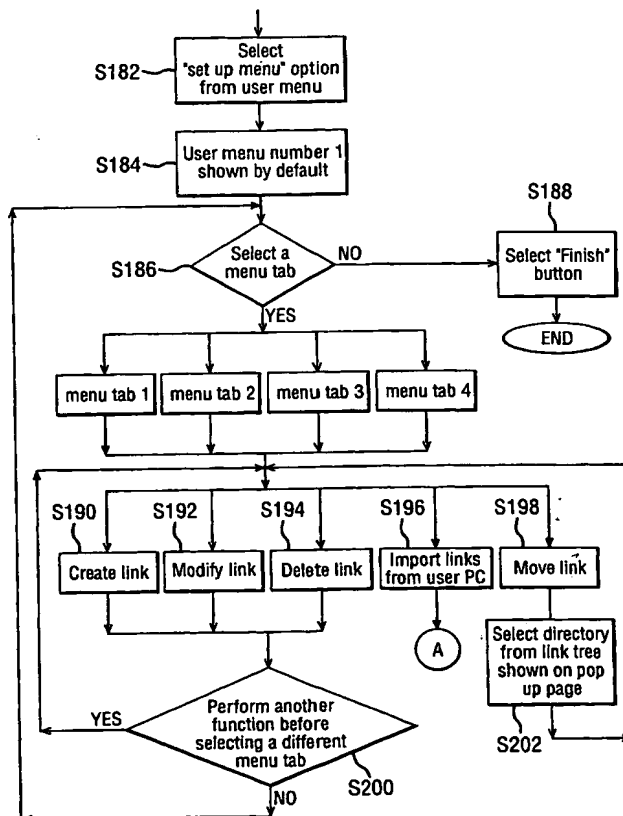 Select
"set up menu" option
from user menu
S182
User menu number 1
shown by default
S184
S188
Select a
menu tab
S186
NO
Select "Finish"
button
YES
END
menu tab 1
menu tab 2
menu tab 3
menu tab 4
S190
S192
S194
S196
S198
Create link
Modify link
Delete link
Import links
from user PC
Move link
A
Select directory
from link tree
shown on pop
up page
S202
YES
Perform another
function before
selecting a different
menu tab
S200
NO